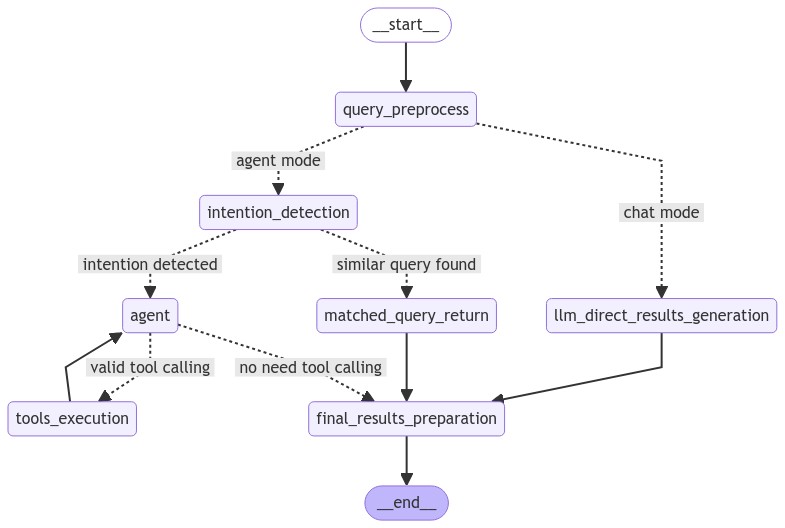 __start__
query_preprocess
agent mode
intention_detection
chat mode
intention detected
similar query found
agent
matched_query_return
llm_direct_results_generation
valid tool calling
no need tool calling
tools_execution
final_results_preparation
__end__